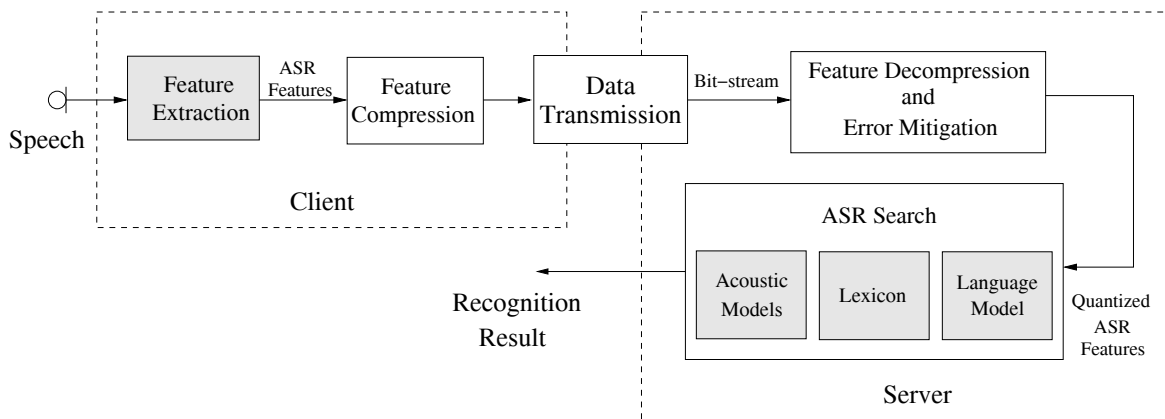 Speech
Feature
Extraction
ASR
Features
Feature
Compression
Client
Data
Transmission
Bit−stream
Feature Decompression
and
Error Mitigation
Quantized
ASR
Features
ASR Search
Acoustic
Models
Lexicon
Language
Model
Server
Recognition
Result